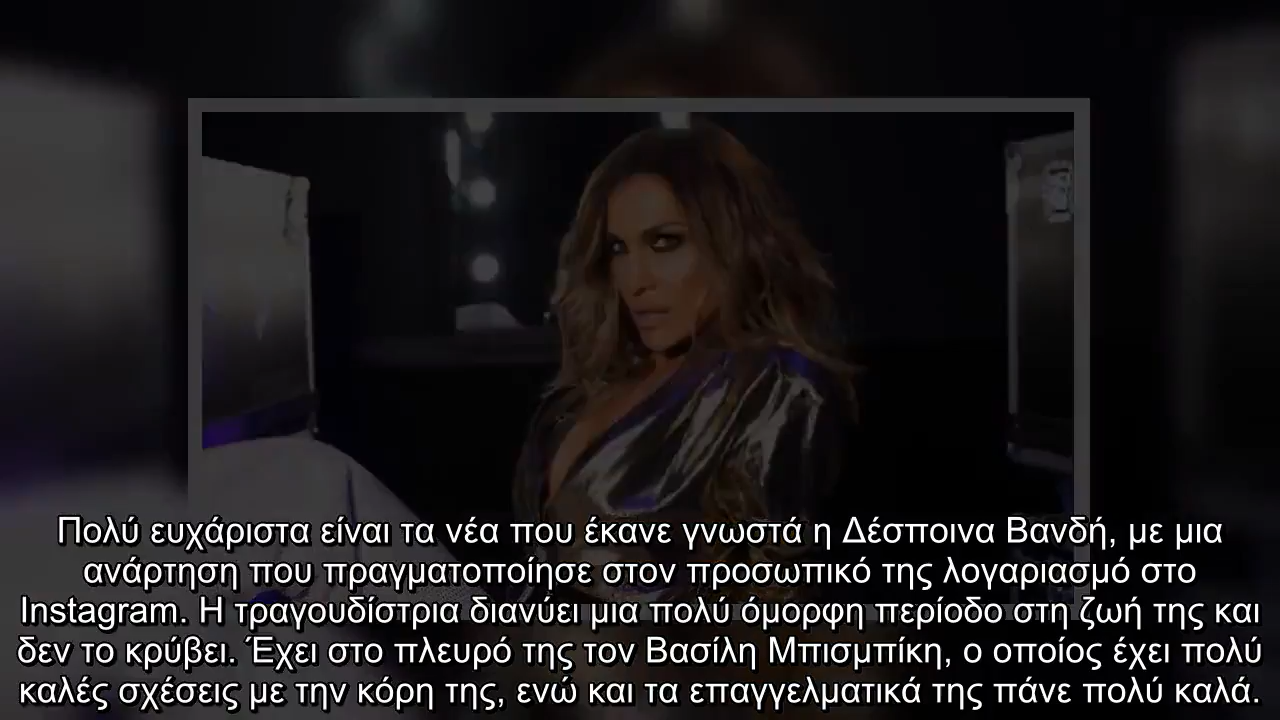 Πολύ ευχάριστα είναι τα νέα που έκανε γνωστά η Δέσποινα Βανδή, με μια
ανάρτηση που πραγματοποίησε στον προσωπικό της λογαριασμό στο
Instagram. Η τραγουδίστρια διανύει μια πολύ όμορφη περίοδο στη ζωή της και
δεν το κρύβει. Έχει στο πλευρό της τον Βασίλη Μπισμπίκη, ο οποίος έχει πολύ
καλές σχέσεις με την κόρη της, ενώ και τα επαγγελματικά της πάνε πολύ καλά.